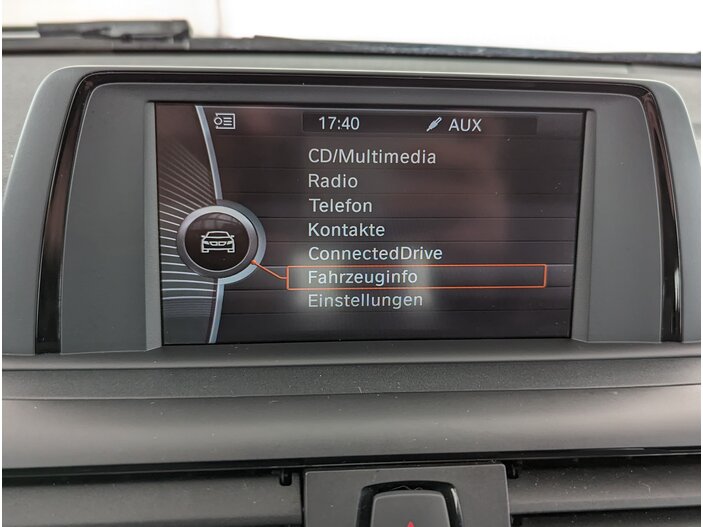 17:40 AUX
CD/Multimedia
Radio
Telefon
Kontakte
ConnectedDrive
Fahrzeuginfo
Einstellungen